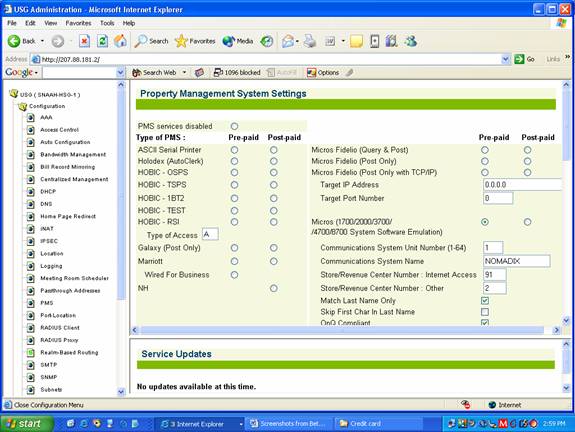 USG Administration - Microsoft Internet Explorer
File Edit View Favorites Tools Help
Back Search Favorites Media
Address http://207.88.181.2/ Go Links
Google Search Web 1096 blocked AutoFill Options
USG ( SNAAH-HSG-1 )
Configuration
AAA
Access Control
Auto Configuration
Bandwidth Management
Bill Record Mirroring
Centralized Management
DHCP
DNS
Home Page Redirect
iNAT
IPSEC
Location
Logging
Meeting Room Scheduler
Passthrough Addresses
PMS
Port-Location
RADIUS Client
RADIUS Proxy
Realm-Based Routing
SMTP
SNMP
Subnets
Property Management System Settings
PMS services disabled
Type of PMS : Pre-paid Post-paid
ASCII Serial Printer
Holodex (AutoClerk)
HOBIC - OSPS
HOBIC - TSPS
HOBIC - 1BT2
HOBIC - TEST
HOBIC - RSI
Type of Access A
Galaxy (Post Only)
Marriott
Wired For Business
NH
Pre-paid Post-paid
Micros Fidelio (Query & Post)
Micros Fidelio (Post Only)
Micros Fidelio (Post Only with TCP/IP)
Target IP Address 0.0.0.0
Target Port Number 0
Micros (1700/2000/3700/
/4700/8700 System Software Emulation)
Communications System Unit Number (1-64) 1
Communications System Name NOMADIX
Store/Revenue Center Number : Internet Access 91
Store/Revenue Center Number : Other 2
Match Last Name Only
Skip First Char In Last Name
OnQ Compliant
Service Updates
No updates available at this time.
Close Configuration Menu Internet
start 3 Internet Explorer Screenshots from Bet... Credit card 2:59 PM